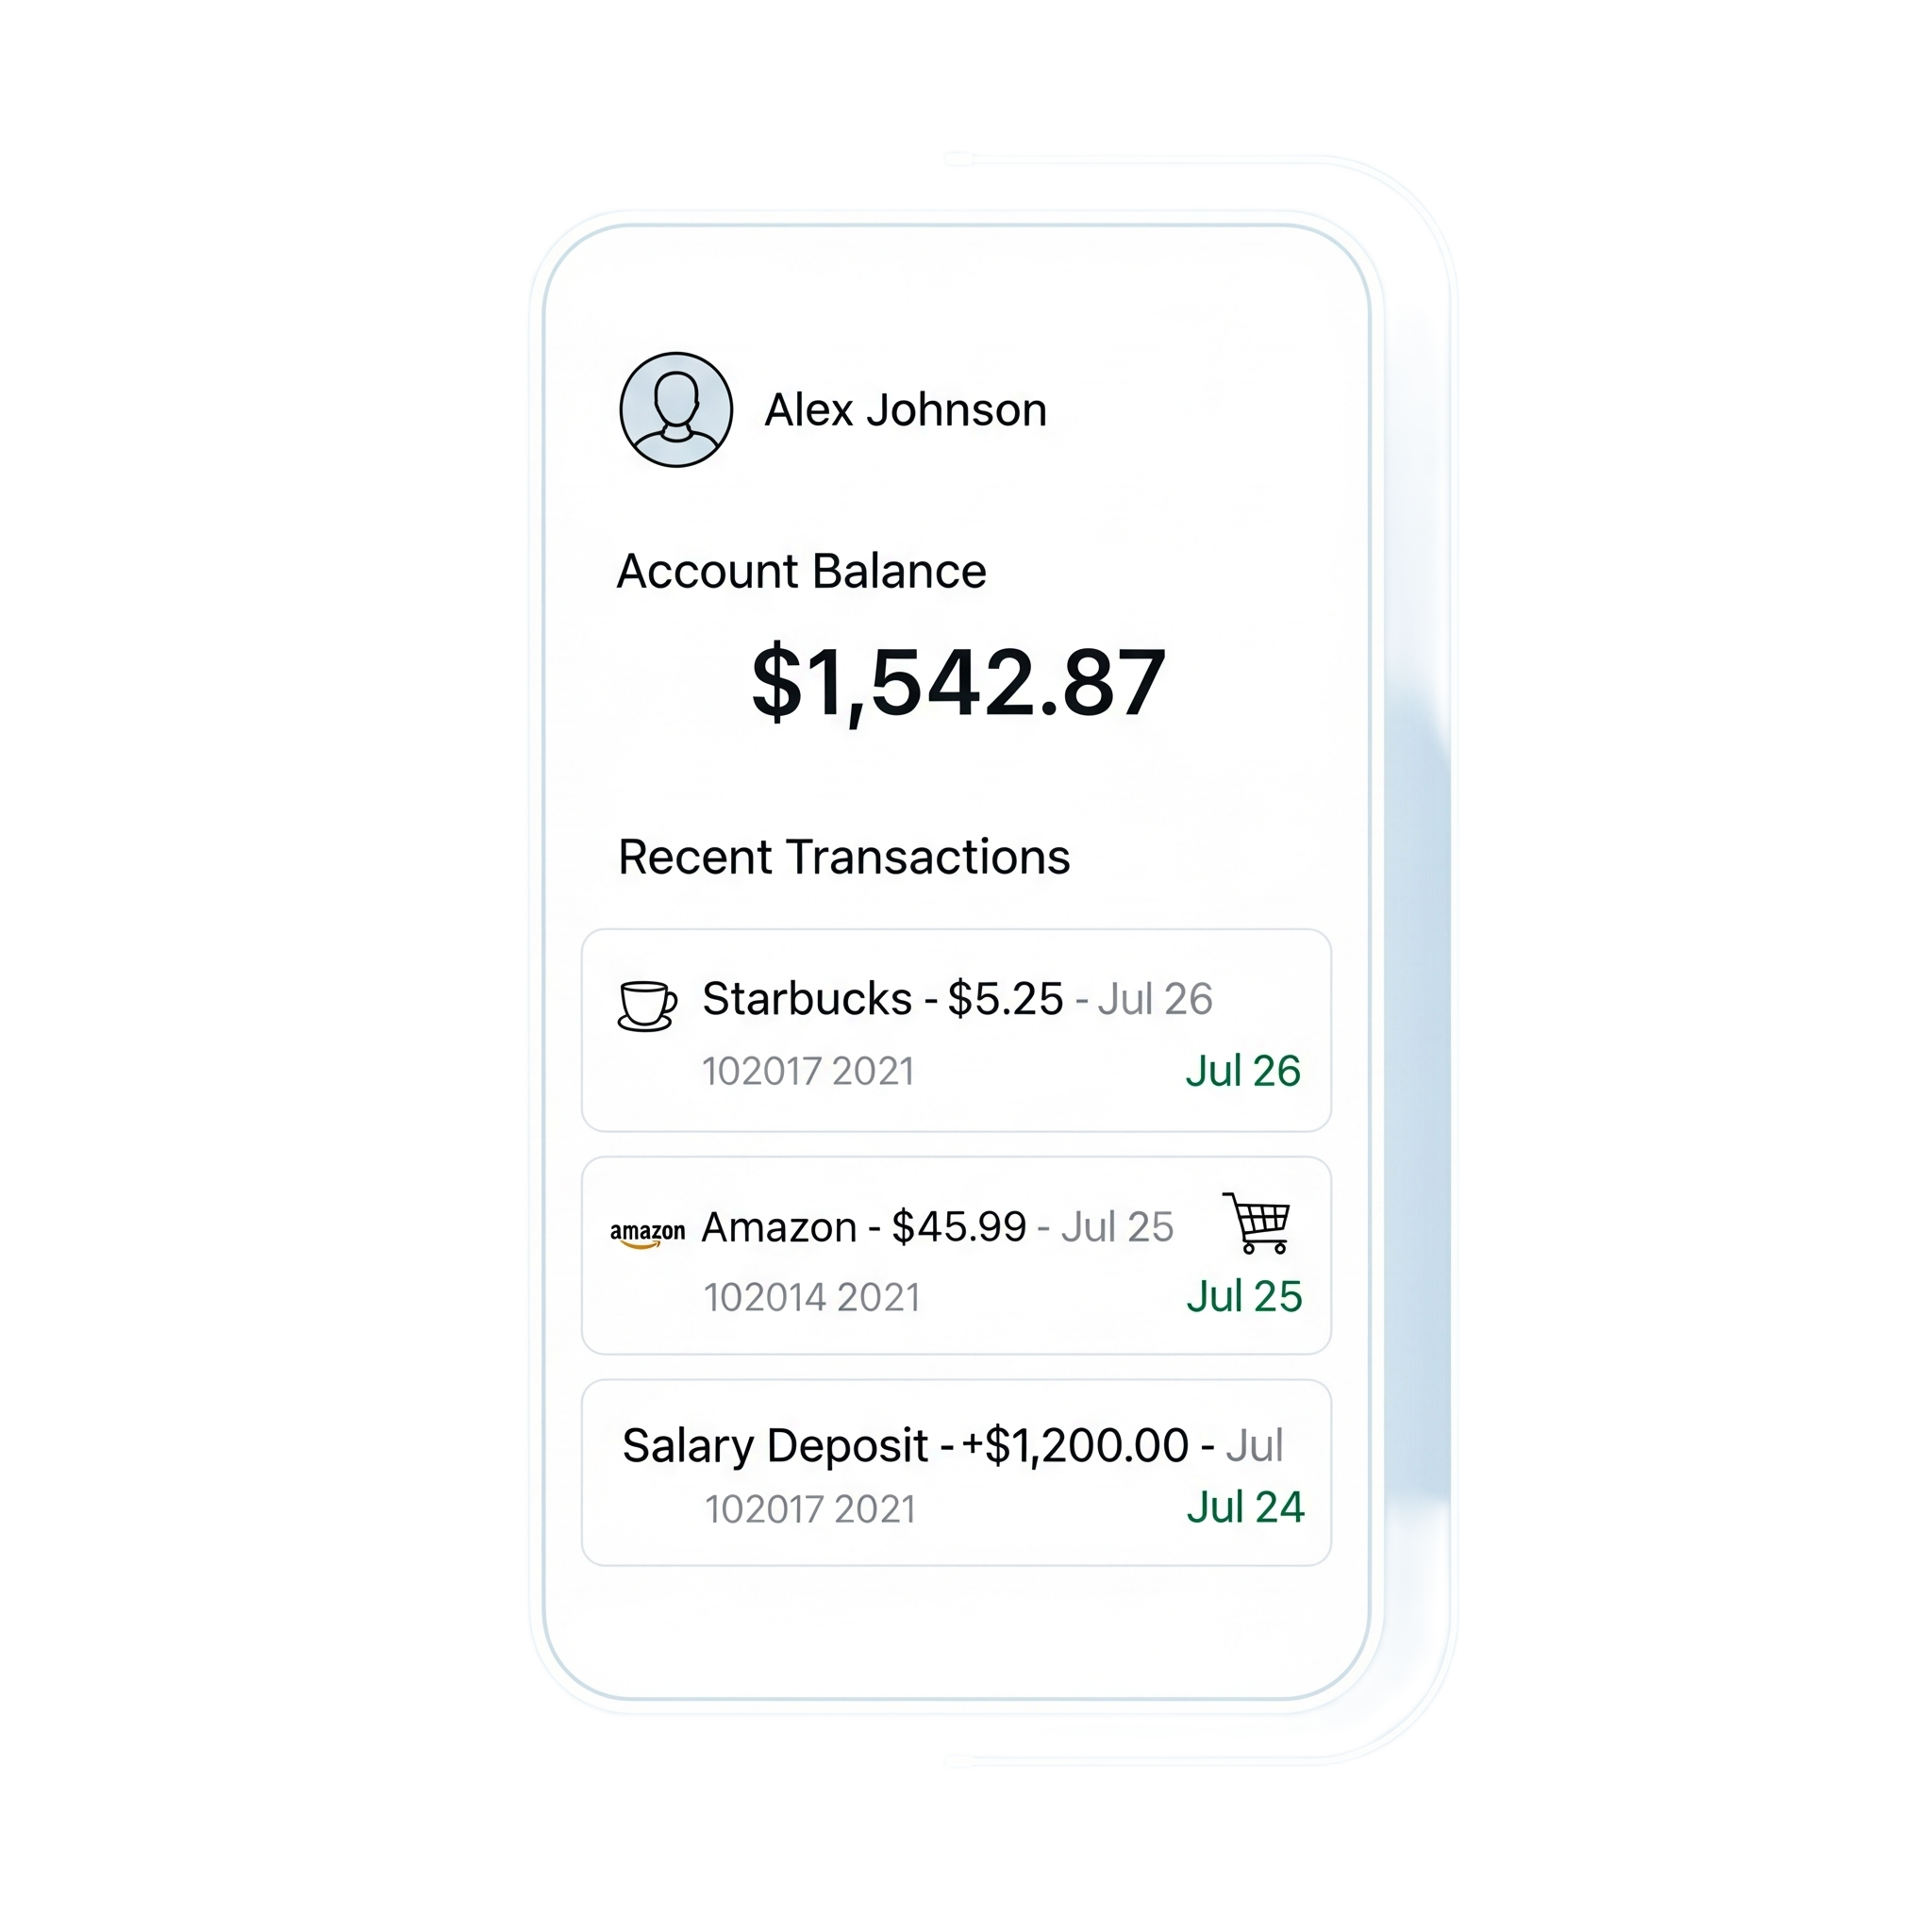 Alex Johnson
Account Balance
$1,542.87
Recent Transactions
Starbucks - $5.25 - Jul 26
102017 2021 Jul 26
amazon Amazon - $45.99 - Jul 25
102014 2021 Jul 25
Salary Deposit - +$1,200.00 - Jul
102017 2021 Jul 24